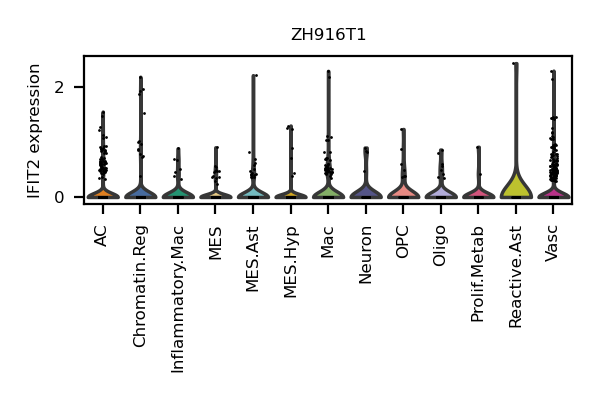 ZH916T1
IFIT2 expression
2
0
AC
Chromatin.Reg
Inflammatory.Mac
MES
MES.Ast
MES.Hyp
Mac
Neuron
OPC
Oligo
Prolif.Metab
Reactive.Ast
Vasc